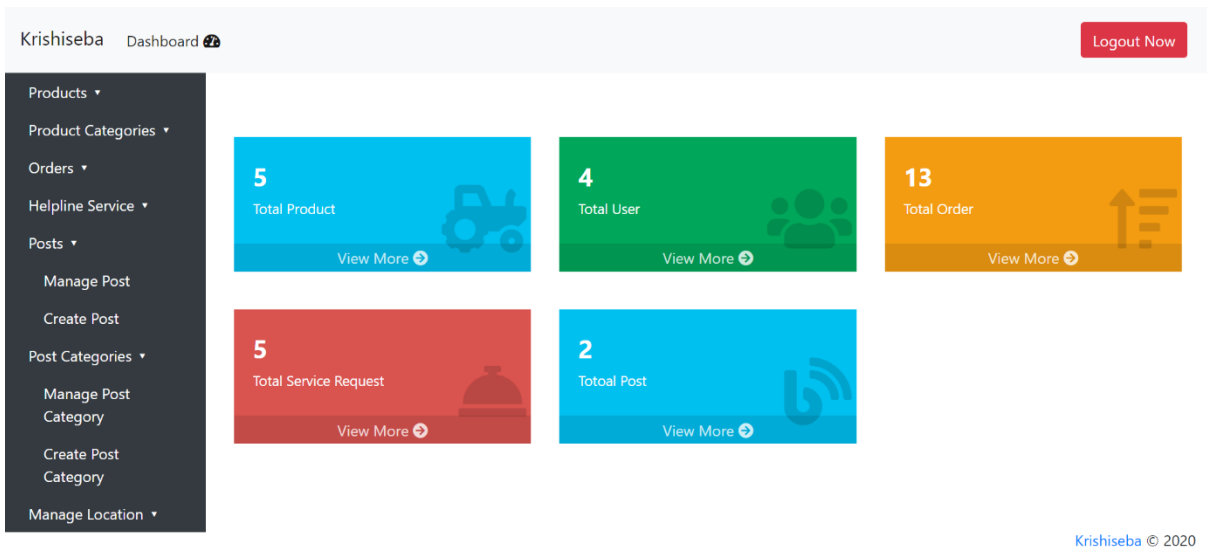 Krishiseba Dashboard
Logout Now
Products
Product Categories
Orders
Helpline Service
Posts
Manage Post
Create Post
Post Categories
Manage Post
Category
Create Post
Category
Manage Location
5
Total Product
View More
4
Total User
View More
13
Total Order
View More
5
Total Service Request
View More
2
Totoal Post
View More
Krishiseba © 2020